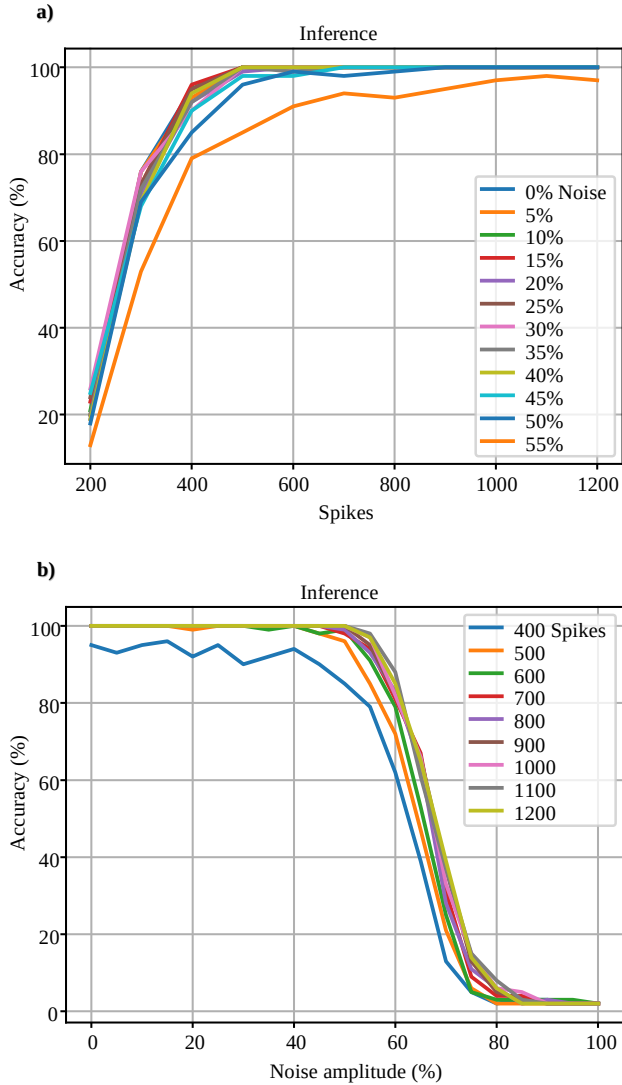 a)
Inference
100
80
60
40
20
Accuracy (%)
0% Noise
5%
10%
15%
20%
25%
30%
35%
40%
45%
50%
55%
200 400 600 800 1000 1200
Spikes
b)
Inference
100
80
60
40
20
0
Accuracy (%)
400 Spikes
500
600
700
800
900
1000
1100
1200
0 20 40 60 80 100
Noise amplitude (%)